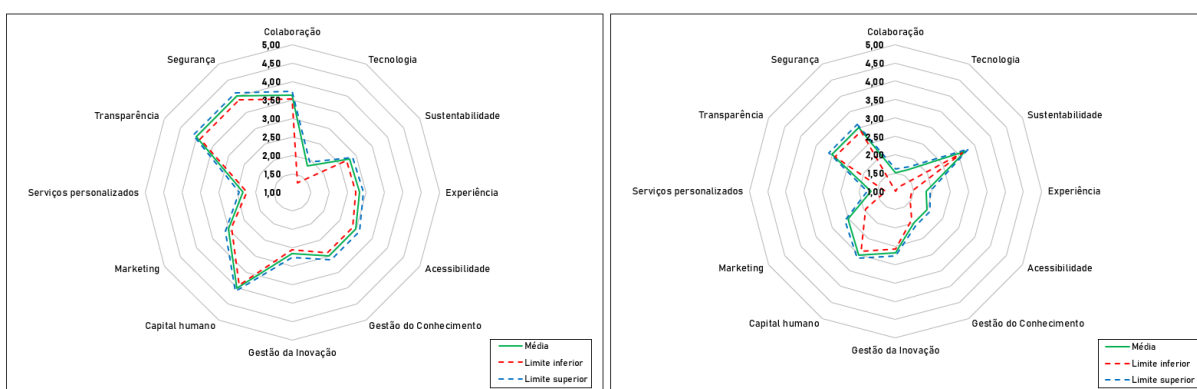 Colaboração
Tecnologia
Sustentabilidade
Experiência
Acessibilidade
Gestão do Conhecimento
Gestão da Inovação
Capital humano
Marketing
Serviços personalizados
Transparência
Segurança
5,00
4,50
4,00
3,50
3,00
2,50
2,00
1,50
1,00
Média
Limite inferior
Limite superior
Colaboração
Tecnologia
Sustentabilidade
Experiência
Acessibilidade
Gestão do Conhecimento
Gestão da Inovação
Capital humano
Marketing
Serviços personalizados
Transparência
Segurança
5,00
4,50
4,00
3,50
3,00
2,50
2,00
1,50
1,00
Média
Limite inferior
Limite superior